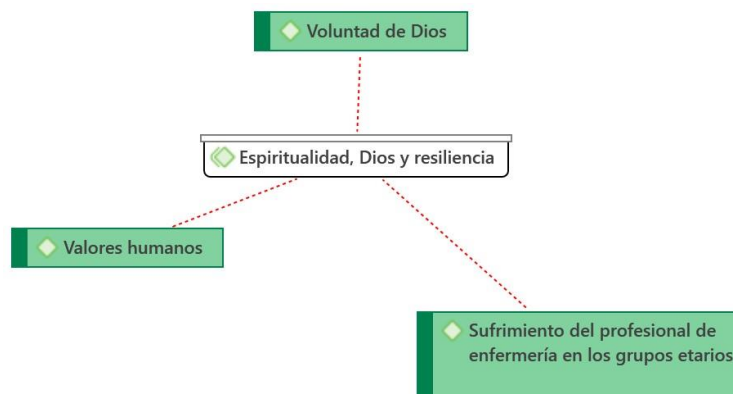 Voluntad de Dios
Espiritualidad, Dios y resiliencia
Valores humanos
Sufrimiento del profesional de
enfermería en los grupos etarios